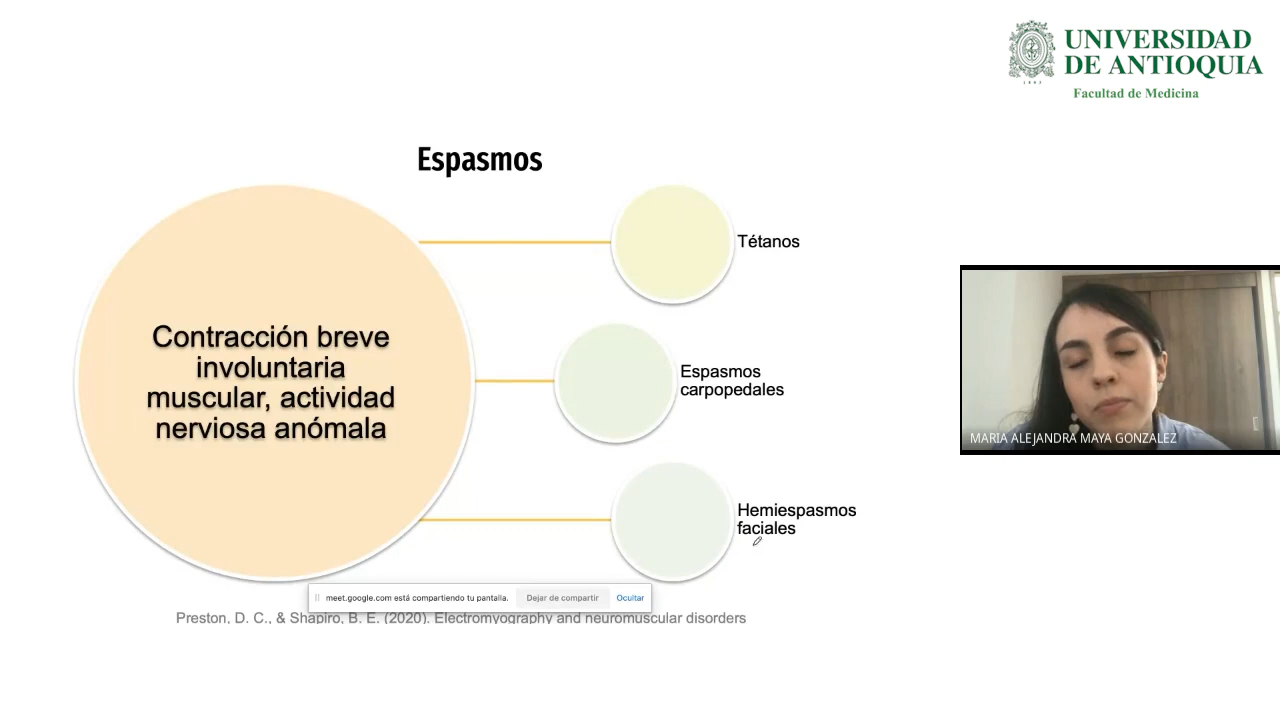 UNIVERSIDAD
DE ANTIOQUIA
1803
Facultad de Medicina
Espasmos
Contracción breve
involuntaria
muscular, actividad
nerviosa anómala
Tétanos
Espasmos
carpopedales
Hemiespasmos
faciales
MARIA ALEJANDRA MAYA GONZALEZ
meet.google.com está compartiendo tu pantalla.
Dejar de compartir
Ocultar
Preston, D. C., & Shapiro, B. E. (2020). Electromyography and neuromuscular disorders